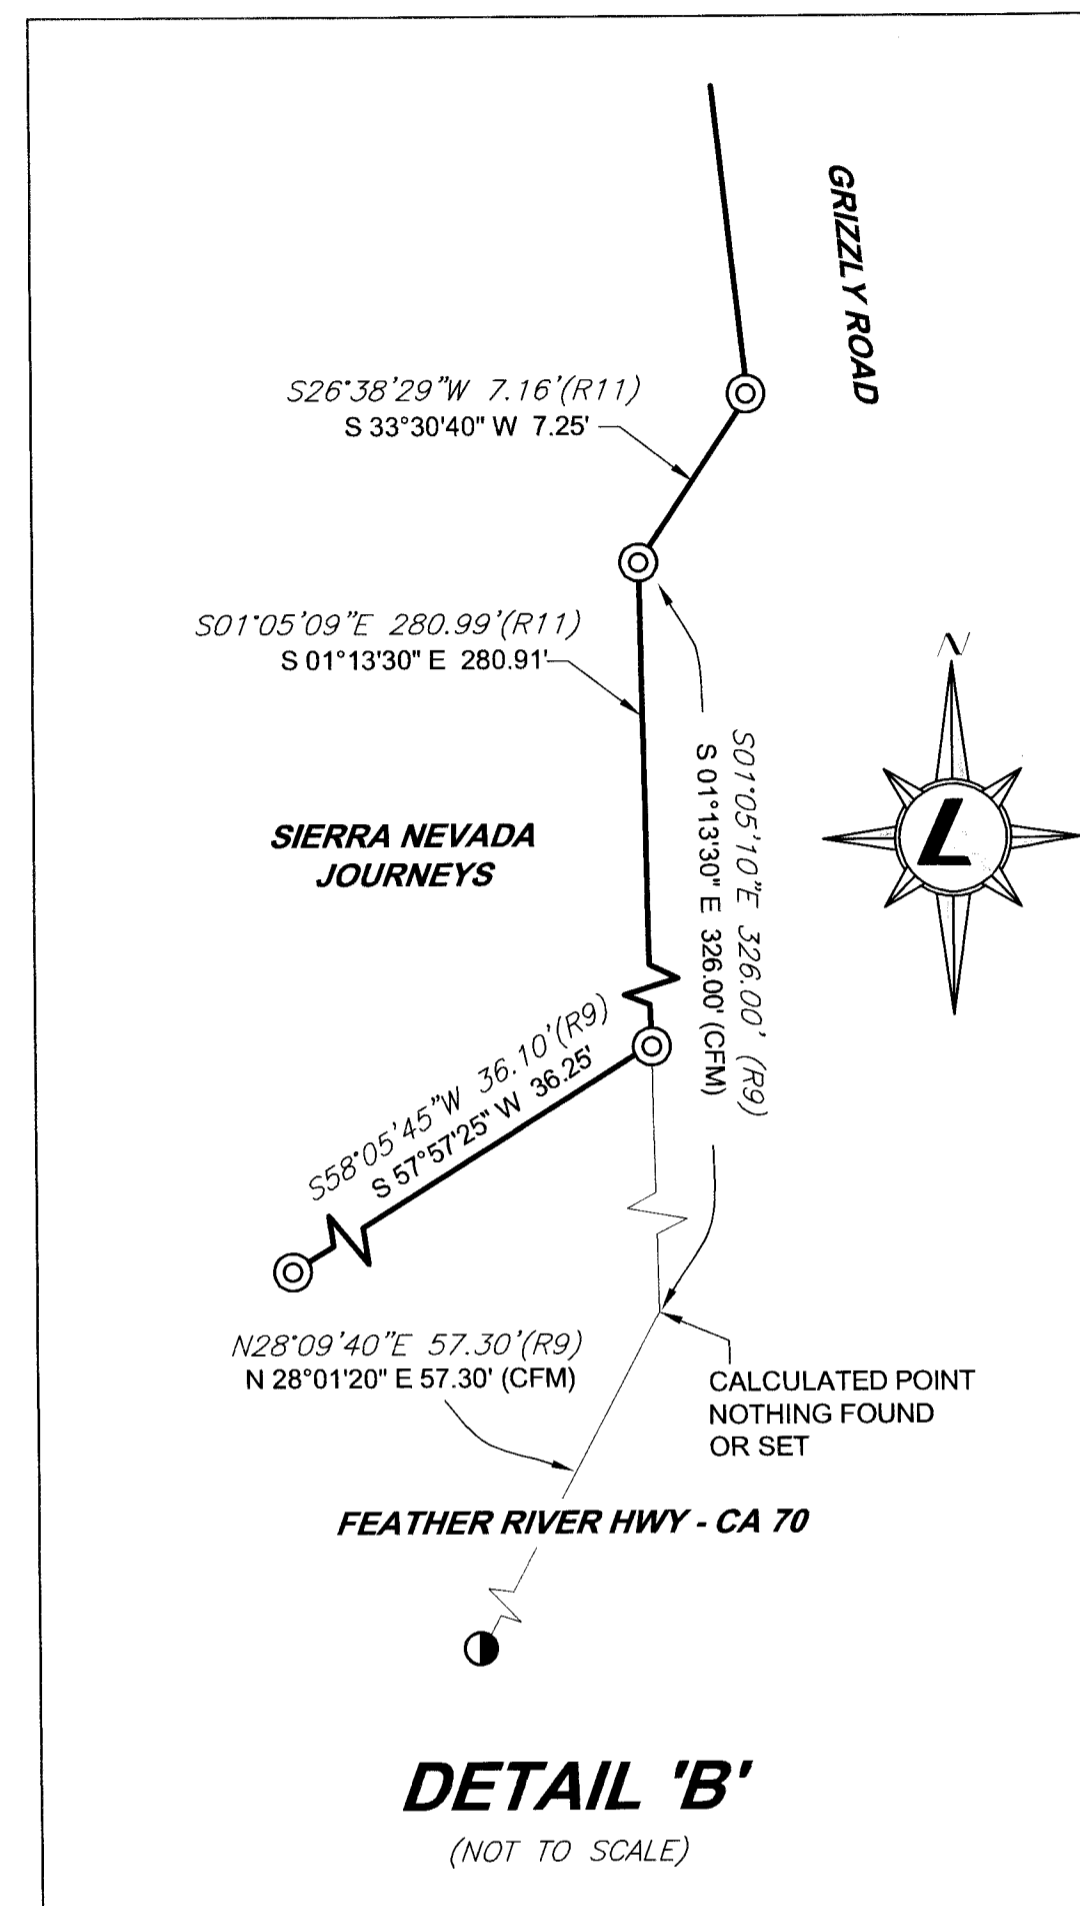 GRIZZLY ROAD
S26°38'29"W 7.16'(R11)
S 33°30'40" W 7.25'
S01°05'09"E 280.99'(R11)
S 01°13'30" E 280.91'
N
S01°05'10"E 326.00' (R9)
S 01°13'30" E 326.00' (CFM)
L
SIERRA NEVADA
JOURNEYS
S58°05'45"W 36.10'(R9)
S 57°57'25" W 36.25'
N28°09'40"E 57.30'(R9)
N 28°01'20" E 57.30' (CFM)
CALCULATED POINT
NOTHING FOUND
OR SET
FEATHER RIVER HWY - CA 70
DETAIL 'B'
(NOT TO SCALE)